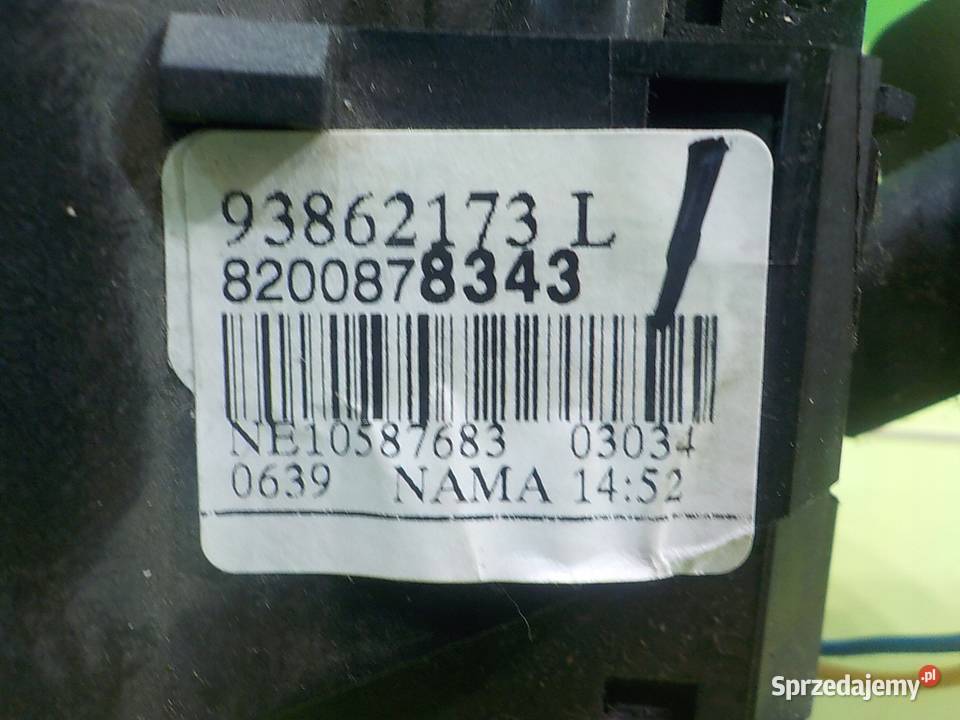 93862173 L
8200878343
NE10587683 03034
0639 NAMA 14:52
Sprzedajemy.pl